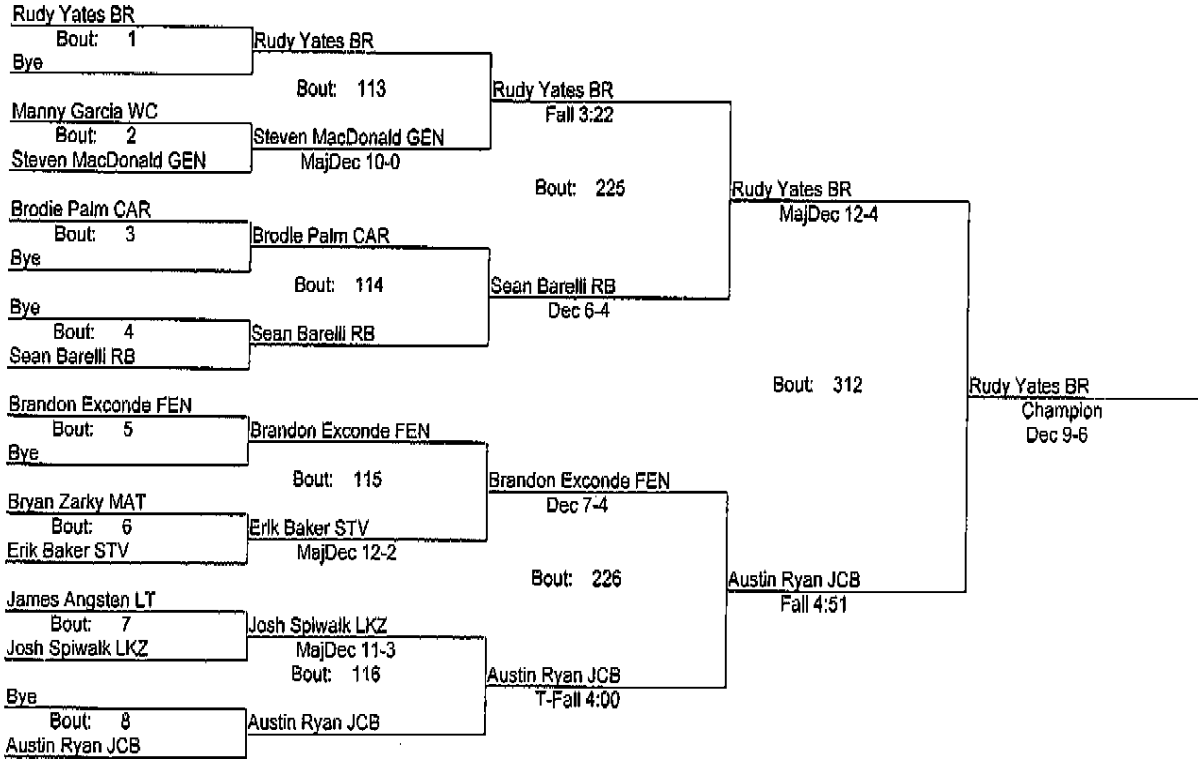 Rudy Yates BR
Bout: 1
Bye
Rudy Yates BR
Bout: 113
Manny Garcia WC
Bout: 2
Steven MacDonald GEN
Steven MacDonald GEN
MajDec 10-0
Rudy Yates BR
Fall 3:22
Bout: 225
Brodie Palm CAR
Bout: 3
Bye
Brodie Palm CAR
Bout: 114
Bye
Bout: 4
Sean Barelli RB
Sean Barelli RB
Sean Barelli RB
Dec 6-4
Rudy Yates BR
MajDec 12-4
Bout: 312
Brandon Exconde FEN
Bout: 5
Bye
Brandon Exconde FEN
Bout: 115
Bryan Zarky MAT
Bout: 6
Erik Baker STV
Erik Baker STV
MajDec 12-2
Brandon Exconde FEN
Dec 7-4
Bout: 226
James Angsten LT
Bout: 7
Josh Spiwalk LKZ
Josh Spiwalk LKZ
MajDec 11-3
Bout: 116
Bye
Bout: 8
Austin Ryan JCB
Austin Ryan JCB
Austin Ryan JCB
T-Fall 4:00
Austin Ryan JCB
Fall 4:51
Rudy Yates BR
Champion
Dec 9-6